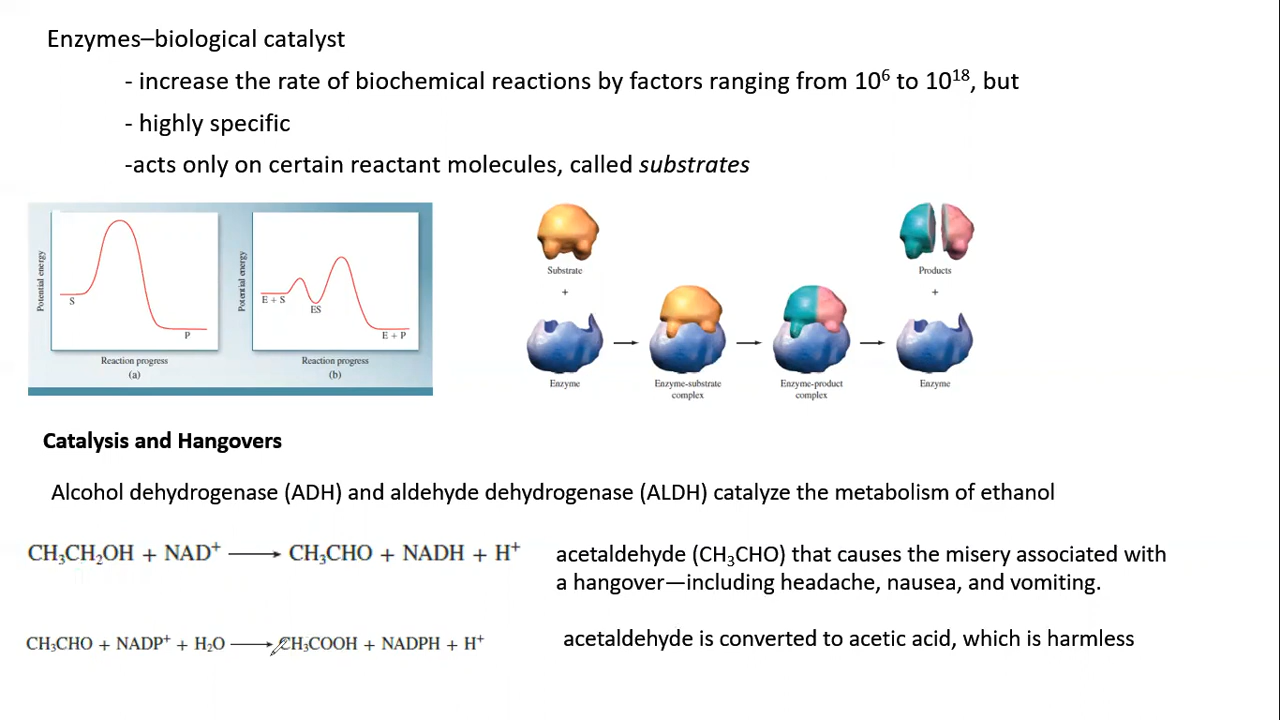 Enzymes–biological catalyst
- increase the rate of biochemical reactions by factors ranging from 10⁶ to 10¹⁸, but
- highly specific
-acts only on certain reactant molecules, called substrates
Potential energy
S
P
Reaction progress
(a)
Potential energy
E + S
ES
E + P
Reaction progress
(b)
Substrate
+
Enzyme
Enzyme-substrate
complex
Enzyme-product
complex
Products
+
Enzyme
Catalysis and Hangovers
Alcohol dehydrogenase (ADH) and aldehyde dehydrogenase (ALDH) catalyze the metabolism of ethanol
CH₃CH₂OH + NAD⁺ ⟶ CH₃CHO + NADH + H⁺
acetaldehyde (CH₃CHO) that causes the misery associated with
a hangover—including headache, nausea, and vomiting.
CH₃CHO + NADP⁺ + H₂O ⟶ CH₃COOH + NADPH + H⁺
acetaldehyde is converted to acetic acid, which is harmless